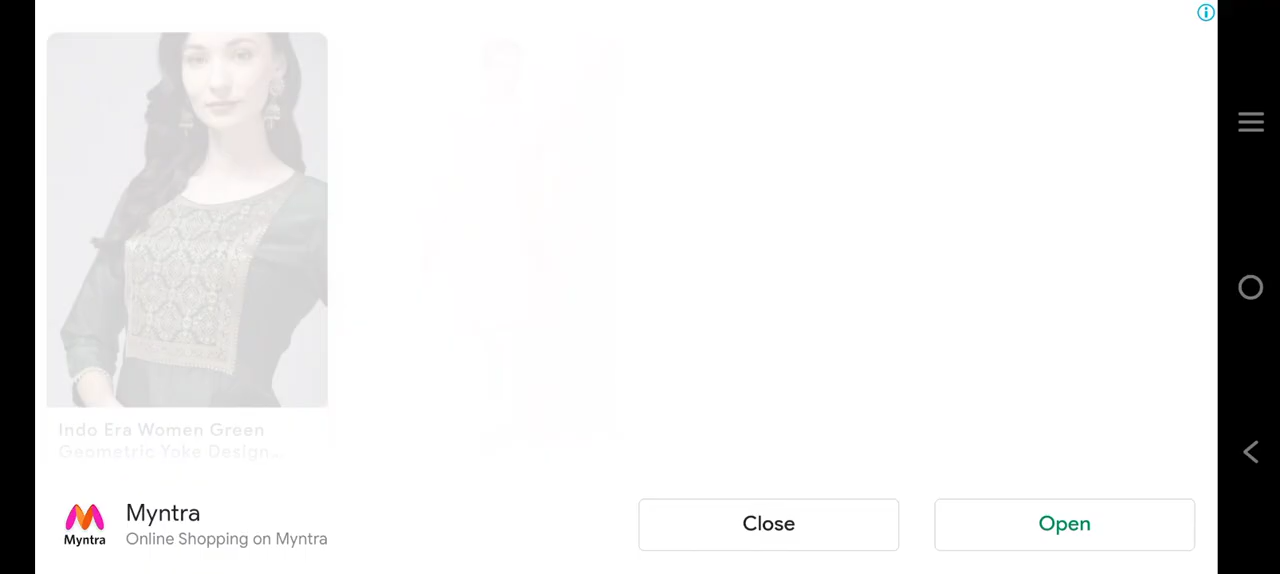 Indo Era Women Green
Geometric Yoke Design...
Myntra
Myntra
Online Shopping on Myntra
Close
Open